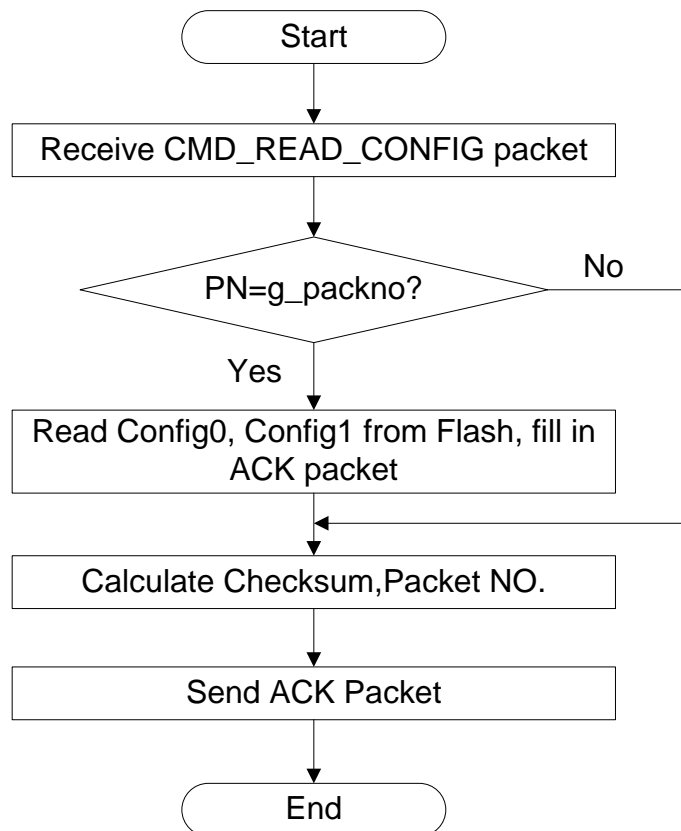 Start
Receive CMD_READ_CONFIG packet
PN=g_packno?
No
Yes
Read Config0, Config1 from Flash, fill in
ACK packet
Calculate Checksum,Packet NO.
Send ACK Packet
End